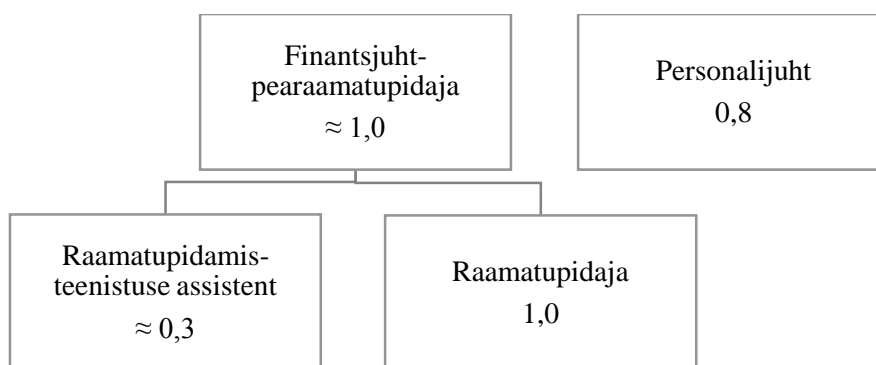 Finantsjuht-
pearaamatupidaja
≈ 1,0
Personalijuht
0,8
Raamatupidamis-
teenistuse assistent
≈ 0,3
Raamatupidaja
1,0